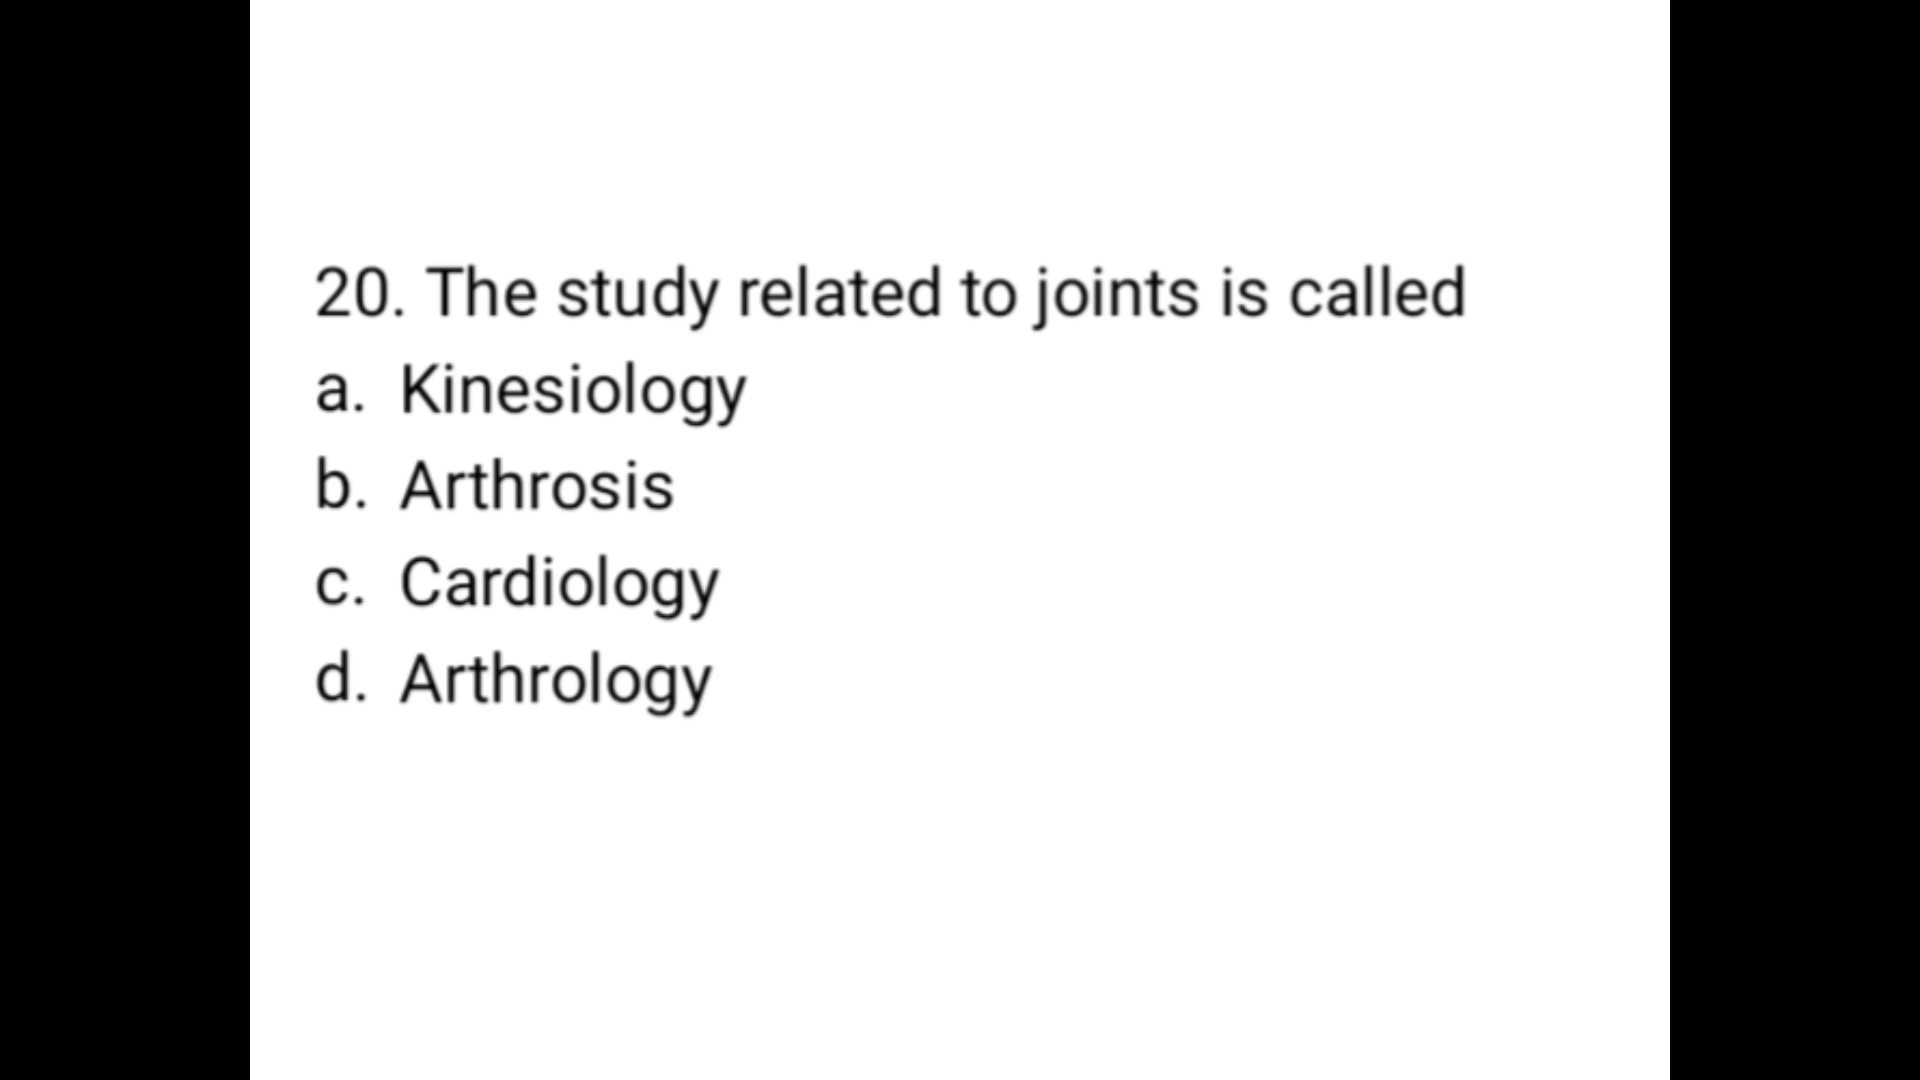 20. The study related to joints is called
a. Kinesiology
b. Arthrosis
c. Cardiology
d. Arthrology